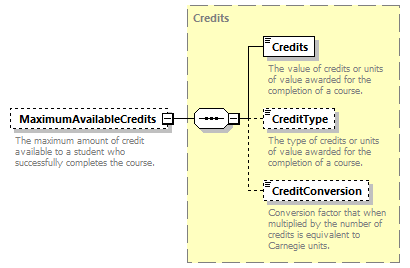 Credits
Credits
The value of credits or units
of value awarded for the
completion of a course.
MaximumAvailableCredits
The maximum amount of credit
available to a student who
successfully completes the course.
CreditType
The type of credits or units
of value awarded for the
completion of a course.
CreditConversion
Conversion factor that when
multiplied by the number of
credits is equivalent to
Carnegie units.